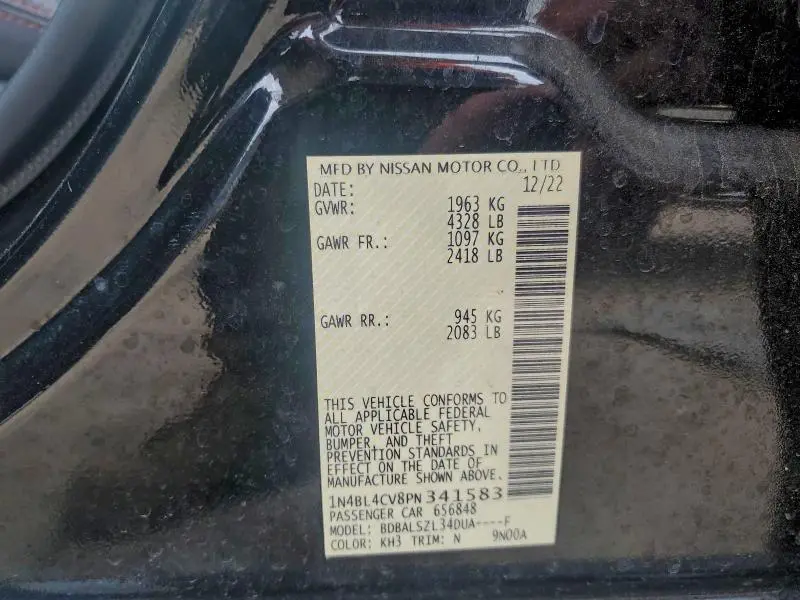 MFD BY NISSAN MOTOR CO., LTD.
DATE: 12/22
GVWR: 1963 KG
4328 LB
GAWR FR.: 1097 KG
2418 LB
GAWR RR.: 945 KG
2083 LB
THIS VEHICLE CONFORMS TO
ALL APPLICABLE FEDERAL
MOTOR VEHICLE SAFETY,
BUMPER, AND THEFT
PREVENTION STANDARDS IN
EFFECT ON THE DATE OF
MANUFACTURE SHOWN ABOVE.
1N4BL4CV8PN341583
PASSENGER CAR 656848
MODEL: BDBALSZL34DUA----F
COLOR: KH3 TRIM: N 9N00A